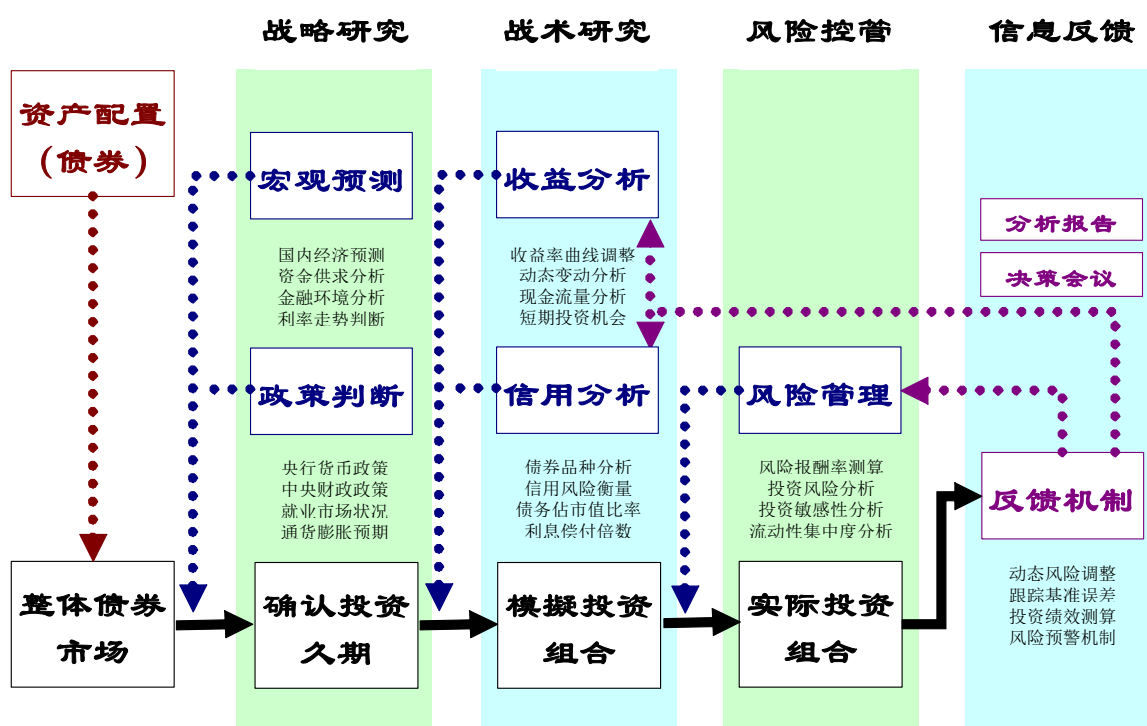 战略研究
战术研究
风险控管
信息反馈
资产配置
(债券)
宏观预测
国内经济预测
资金供求分析
金融环境分析
利率走势判断
政策判断
央行货币政策
中央财政政策
就业市场状况
通货膨胀预期
收益分析
收益率曲线调整
动态变动分析
现金流量分析
短期投资机会
信用分析
债券品种分析
信用风险衡量
债务佔市值比率
利息偿付倍数
风险管理
风险报酬率测算
投资风险分析
投资敏感性分析
流动性集中度分析
分析报告
决策会议
反馈机制
动态风险调整
跟踪基准误差
投资绩效测算
风险预警机制
整体债券
市场
确认投资
久期
模擬投资
组合
实际投资
组合